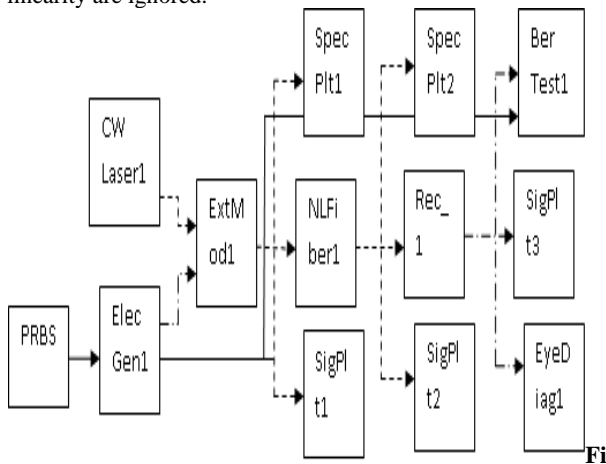 linearity are ignored.
Spec
Plt1
Spec
Plt2
Ber
Test1
CW
Laser1
ExtM
od1
NLFi
ber1
Rec_
1
SigPl
t3
PRBS
Elec
Gen1
SigPl
t1
SigPl
t2
EyeD
iag1
Fi